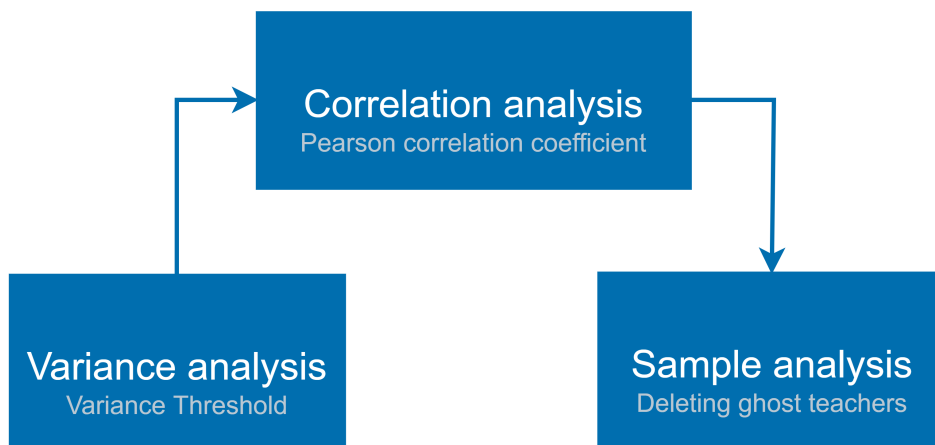 Correlation analysis
Pearson correlation coefficient
Variance analysis
Variance Threshold
Sample analysis
Deleting ghost teachers